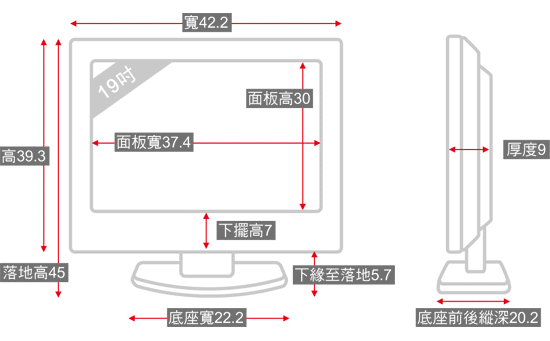 寬42.2
19吋
面板高30
面板寬37.4
高39.3
厚度9
下擺高7
落地高45
下緣至落地5.7
底座寬22.2
底座前後縱深20.2